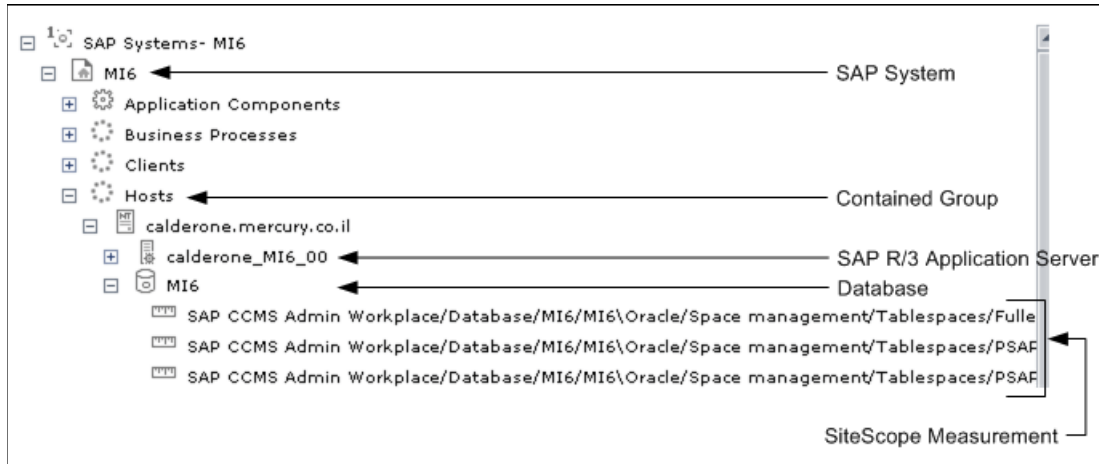 1 SAP Systems- MI6
MI6 SAP System
Application Components
Business Processes
Clients
Hosts Contained Group
NT calderone.mercury.co.il
calderone_MI6_00 SAP R/3 Application Server
MI6 Database
SAP CCMS Admin Workplace/Database/MI6/MI6\Oracle/Space management/Tablespaces/Fulle
SAP CCMS Admin Workplace/Database/MI6/MI6\Oracle/Space management/Tablespaces/PSAP
SAP CCMS Admin Workplace/Database/MI6/MI6\Oracle/Space management/Tablespaces/PSAP
SiteScope Measurement